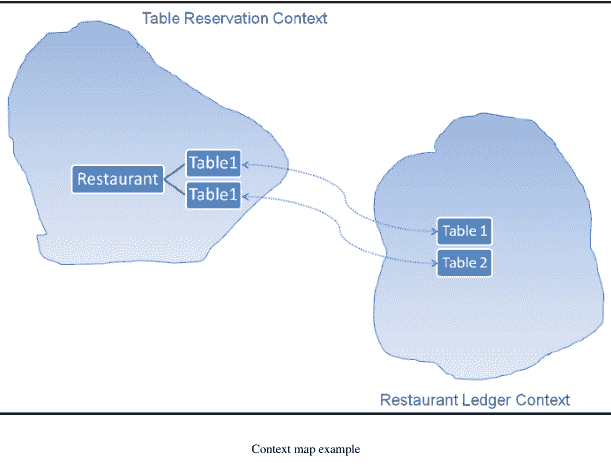 Table Reservation Context
Table1
Restaurant
Table1
Table 1
Table 2
Restaurant Ledger Context
Context map example